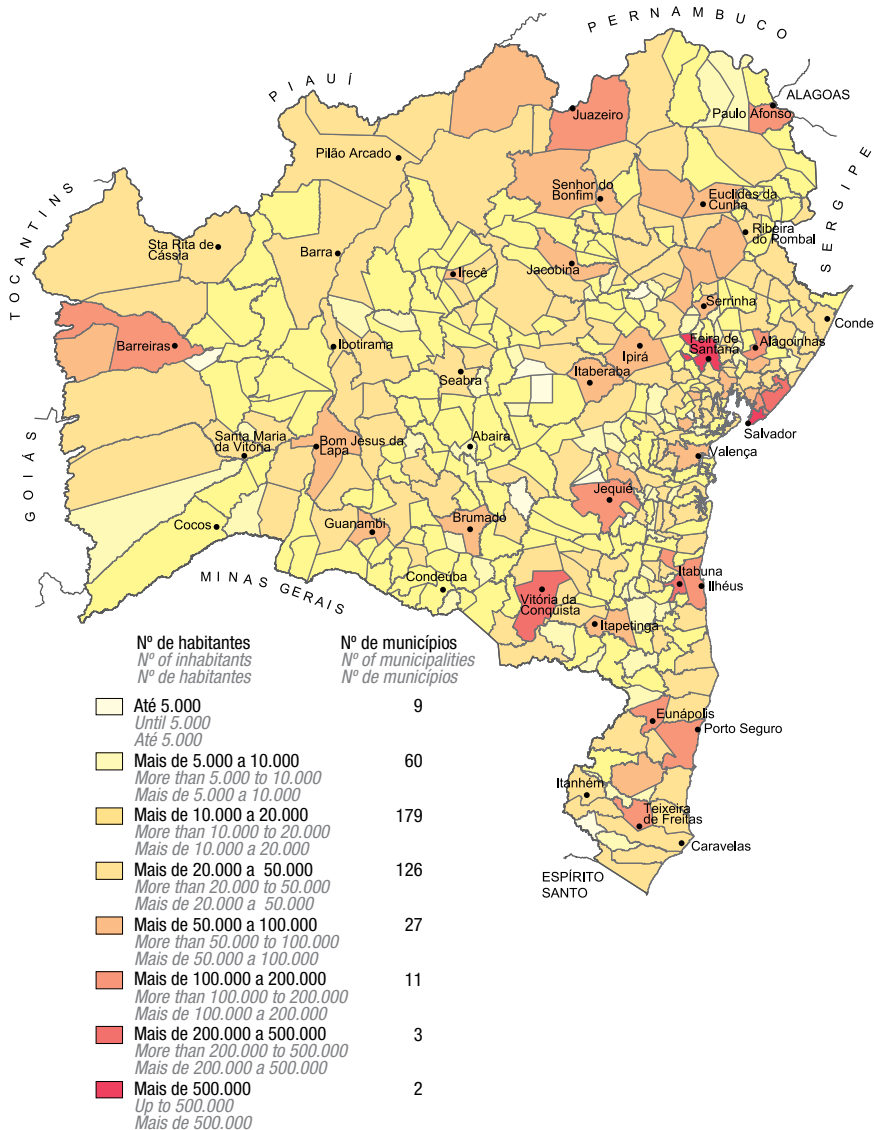 PERNAMBUCO
PIAUÍ
ALAGOAS
Paulo Afonso
Juazeiro
Pilão Arcado
SERGIPE
TOCANTINS
Senhor do
Bonfim
Euclides da
Cunha
Ribeira
do Pombal
Sta Rita de
Cássia
Barra
Irecê
Jacobina
Serrinha
Conde
Barreiras
Ibotirama
Feira de
Santana
Alagoinhas
Ipirá
Itaberaba
Seabra
Salvador
GOIÁS
Santa Maria
da Vitória
Bom Jesus da
Lapa
Abaíra
Valença
Jequié
Cocos
Guanambi
Brumado
MINAS GERAIS
Condeúba
Vitória da
Conquista
Itabuna
Ilhéus
Itapetinga
Eunápolis
Porto Seguro
Itanhém
Teixeira
de Freitas
Caravelas
ESPÍRITO
SANTO
Nº de habitantes Nº de municípios
Nº of inhabitants Nº of municipalities
Nº de habitantes Nº de municípios
Até 5.000 9
Until 5.000
Até 5.000
Mais de 5.000 a 10.000 60
More than 5.000 to 10.000
Mais de 5.000 a 10.000
Mais de 10.000 a 20.000 179
More than 10.000 to 20.000
Mais de 10.000 a 20.000
Mais de 20.000 a 50.000 126
More than 20.000 to 50.000
Mais de 20.000 a 50.000
Mais de 50.000 a 100.000 27
More than 50.000 to 100.000
Mais de 50.000 a 100.000
Mais de 100.000 a 200.000 11
More than 100.000 to 200.000
Mais de 100.000 a 200.000
Mais de 200.000 a 500.000 3
More than 200.000 to 500.000
Mais de 200.000 a 500.000
Mais de 500.000 2
Up to 500.000
Mais de 500.000